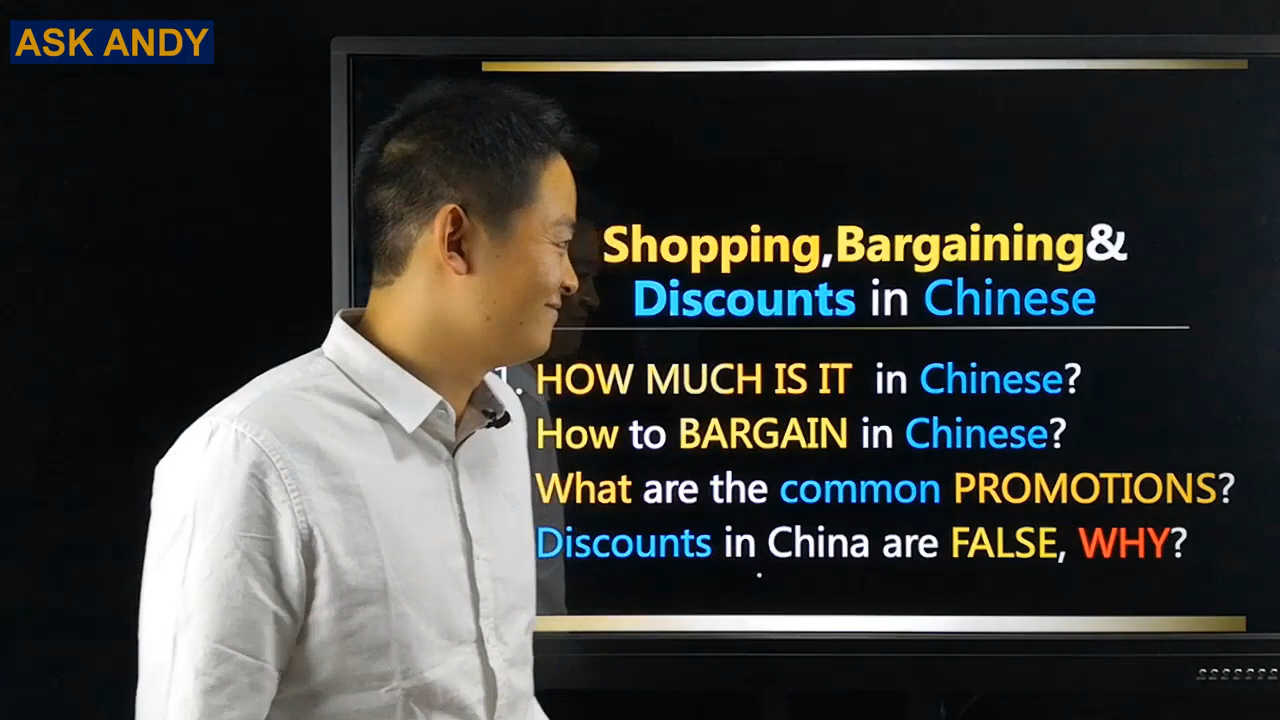 ASK ANDY
Shopping,Bargaining&
Discounts in Chinese
1. HOW MUCH IS IT in Chinese?
How to BARGAIN in Chinese?
What are the common PROMOTIONS?
Discounts in China are FALSE, WHY?